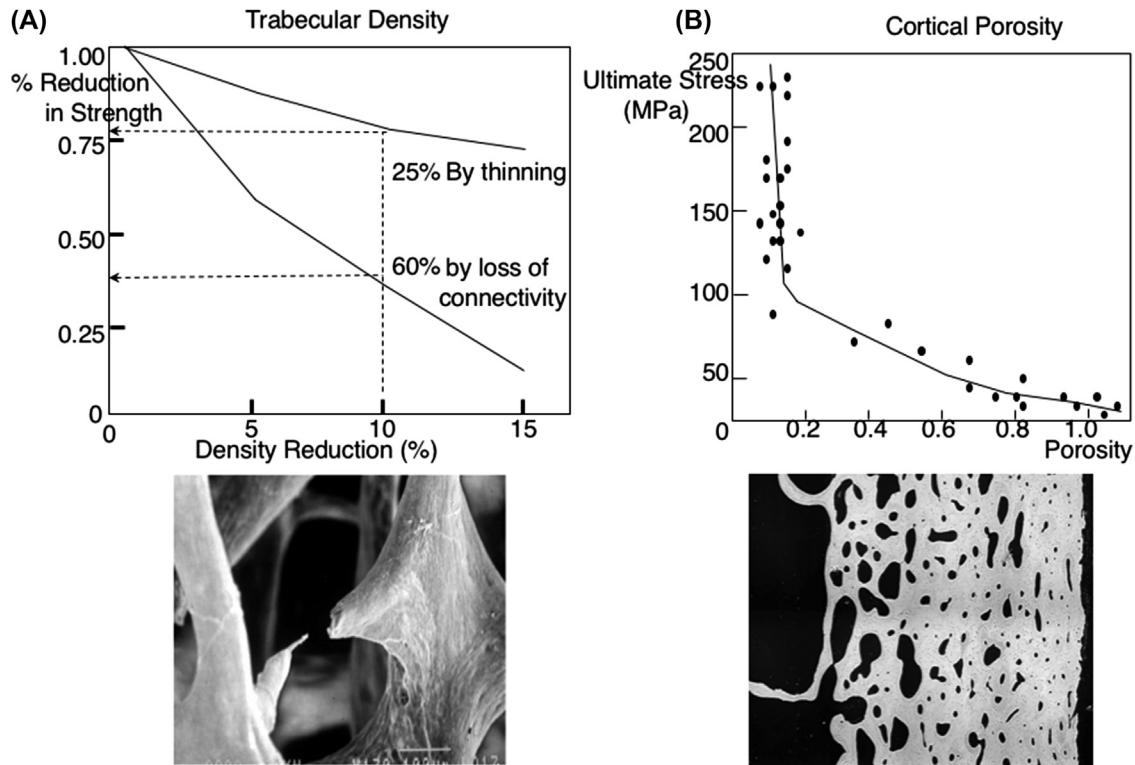 (A)
Trabecular Density
1.00
% Reduction
in Strength
0.75
25% By thinning
0.50
60% by loss of
connectivity
0.25
0
0 5 10 15
Density Reduction (%)
(B)
Cortical Porosity
250
Ultimate Stress
(MPa)
200
150
100
50
0.2 0.4 0.6 0.8 1.0
Porosity